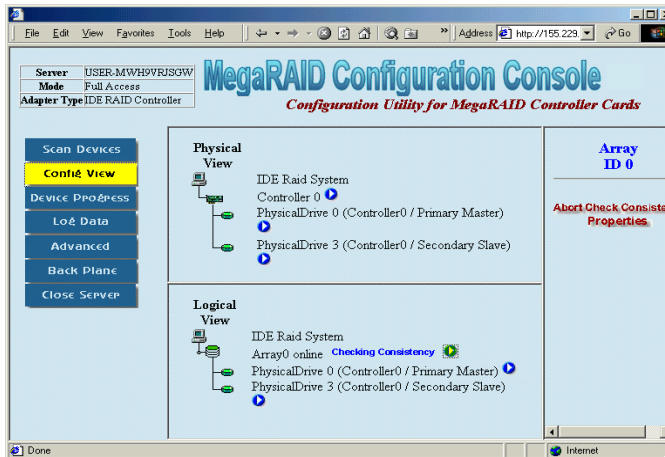 File Edit View Favorites Tools Help
Address http://155.229.
Go
Server USER-MWH9VRJSGW
Mode Full Access
Adapter Type IDE RAID Controller
MegaRAID Configuration Console
Configuration Utility for MegaRAID Controller Cards
Scan Devices
Config View
Device Progress
Log Data
Advanced
Back Plane
Close Server
Physical
View
IDE Raid System
Controller 0
PhysicalDrive 0 (Controller0 / Primary Master)
PhysicalDrive 3 (Controller0 / Secondary Slave)
Logical
View
IDE Raid System
Array0 online Checking Consistency
PhysicalDrive 0 (Controller0 / Primary Master)
PhysicalDrive 3 (Controller0 / Secondary Slave)
Array
ID 0
Abort Check Consiste
Properties
Done
Internet